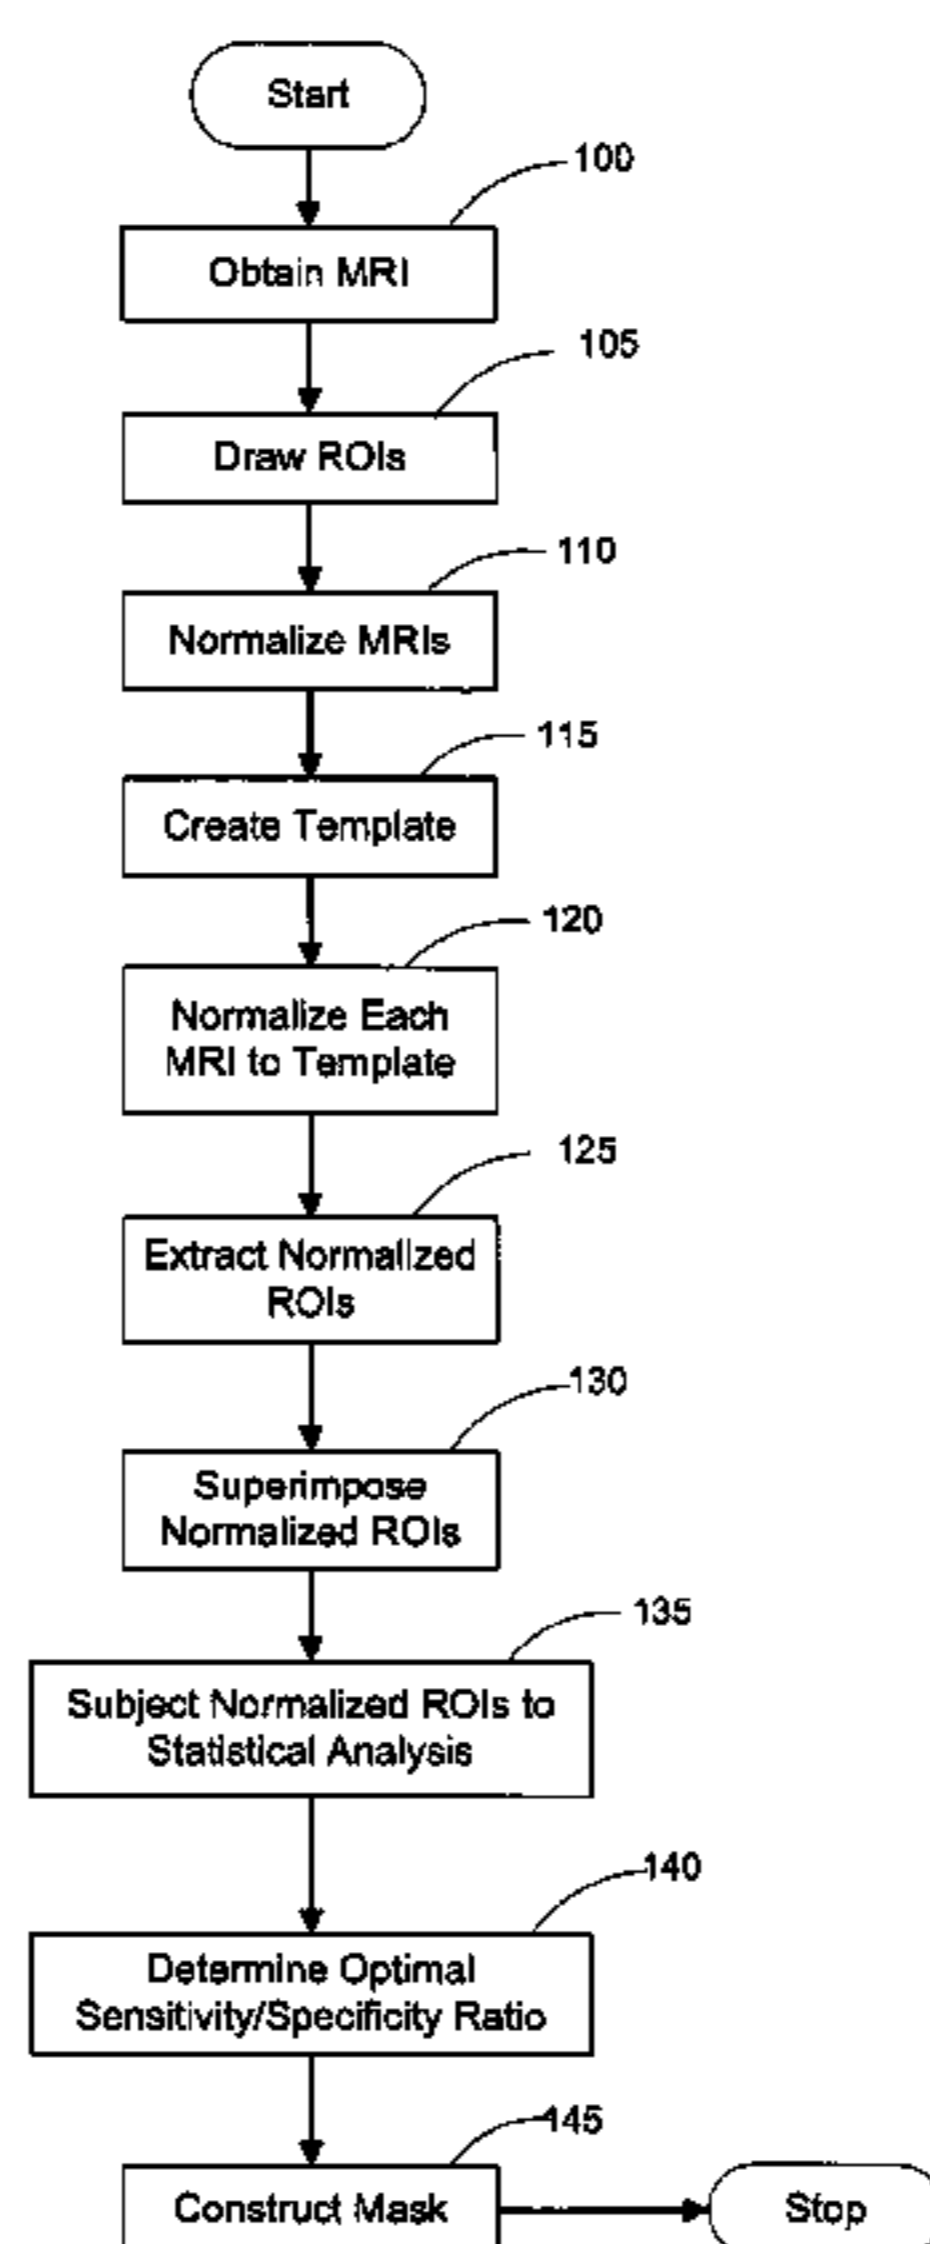 Start
100
Obtain MRI
105
Draw ROIs
110
Normalize MRIs
115
Create Template
120
Normalize Each
MRI to Template
125
Extract Normalized
ROIs
130
Superimpose
Normalized ROIs
135
Subject Normalized ROIs to
Statistical Analysis
140
Determine Optimal
Sensitivity/Specificity Ratio
145
Construct Mask
Stop